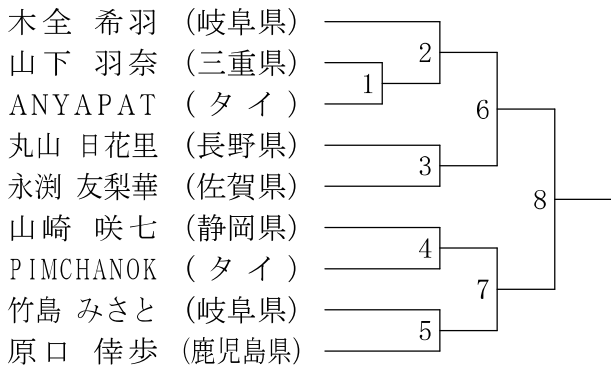 木全 希羽 (岐阜県)
山下 羽奈 (三重県)
ANYAPAT (タイ)
丸山 日花里 (長野県)
永渕 友梨華 (佐賀県)
山崎 咲七 (静岡県)
PIMCHANOK (タイ)
竹島 みさと (岐阜県)
原口 倖歩 (鹿児島県)
1
2
3
4
5
6
7
8